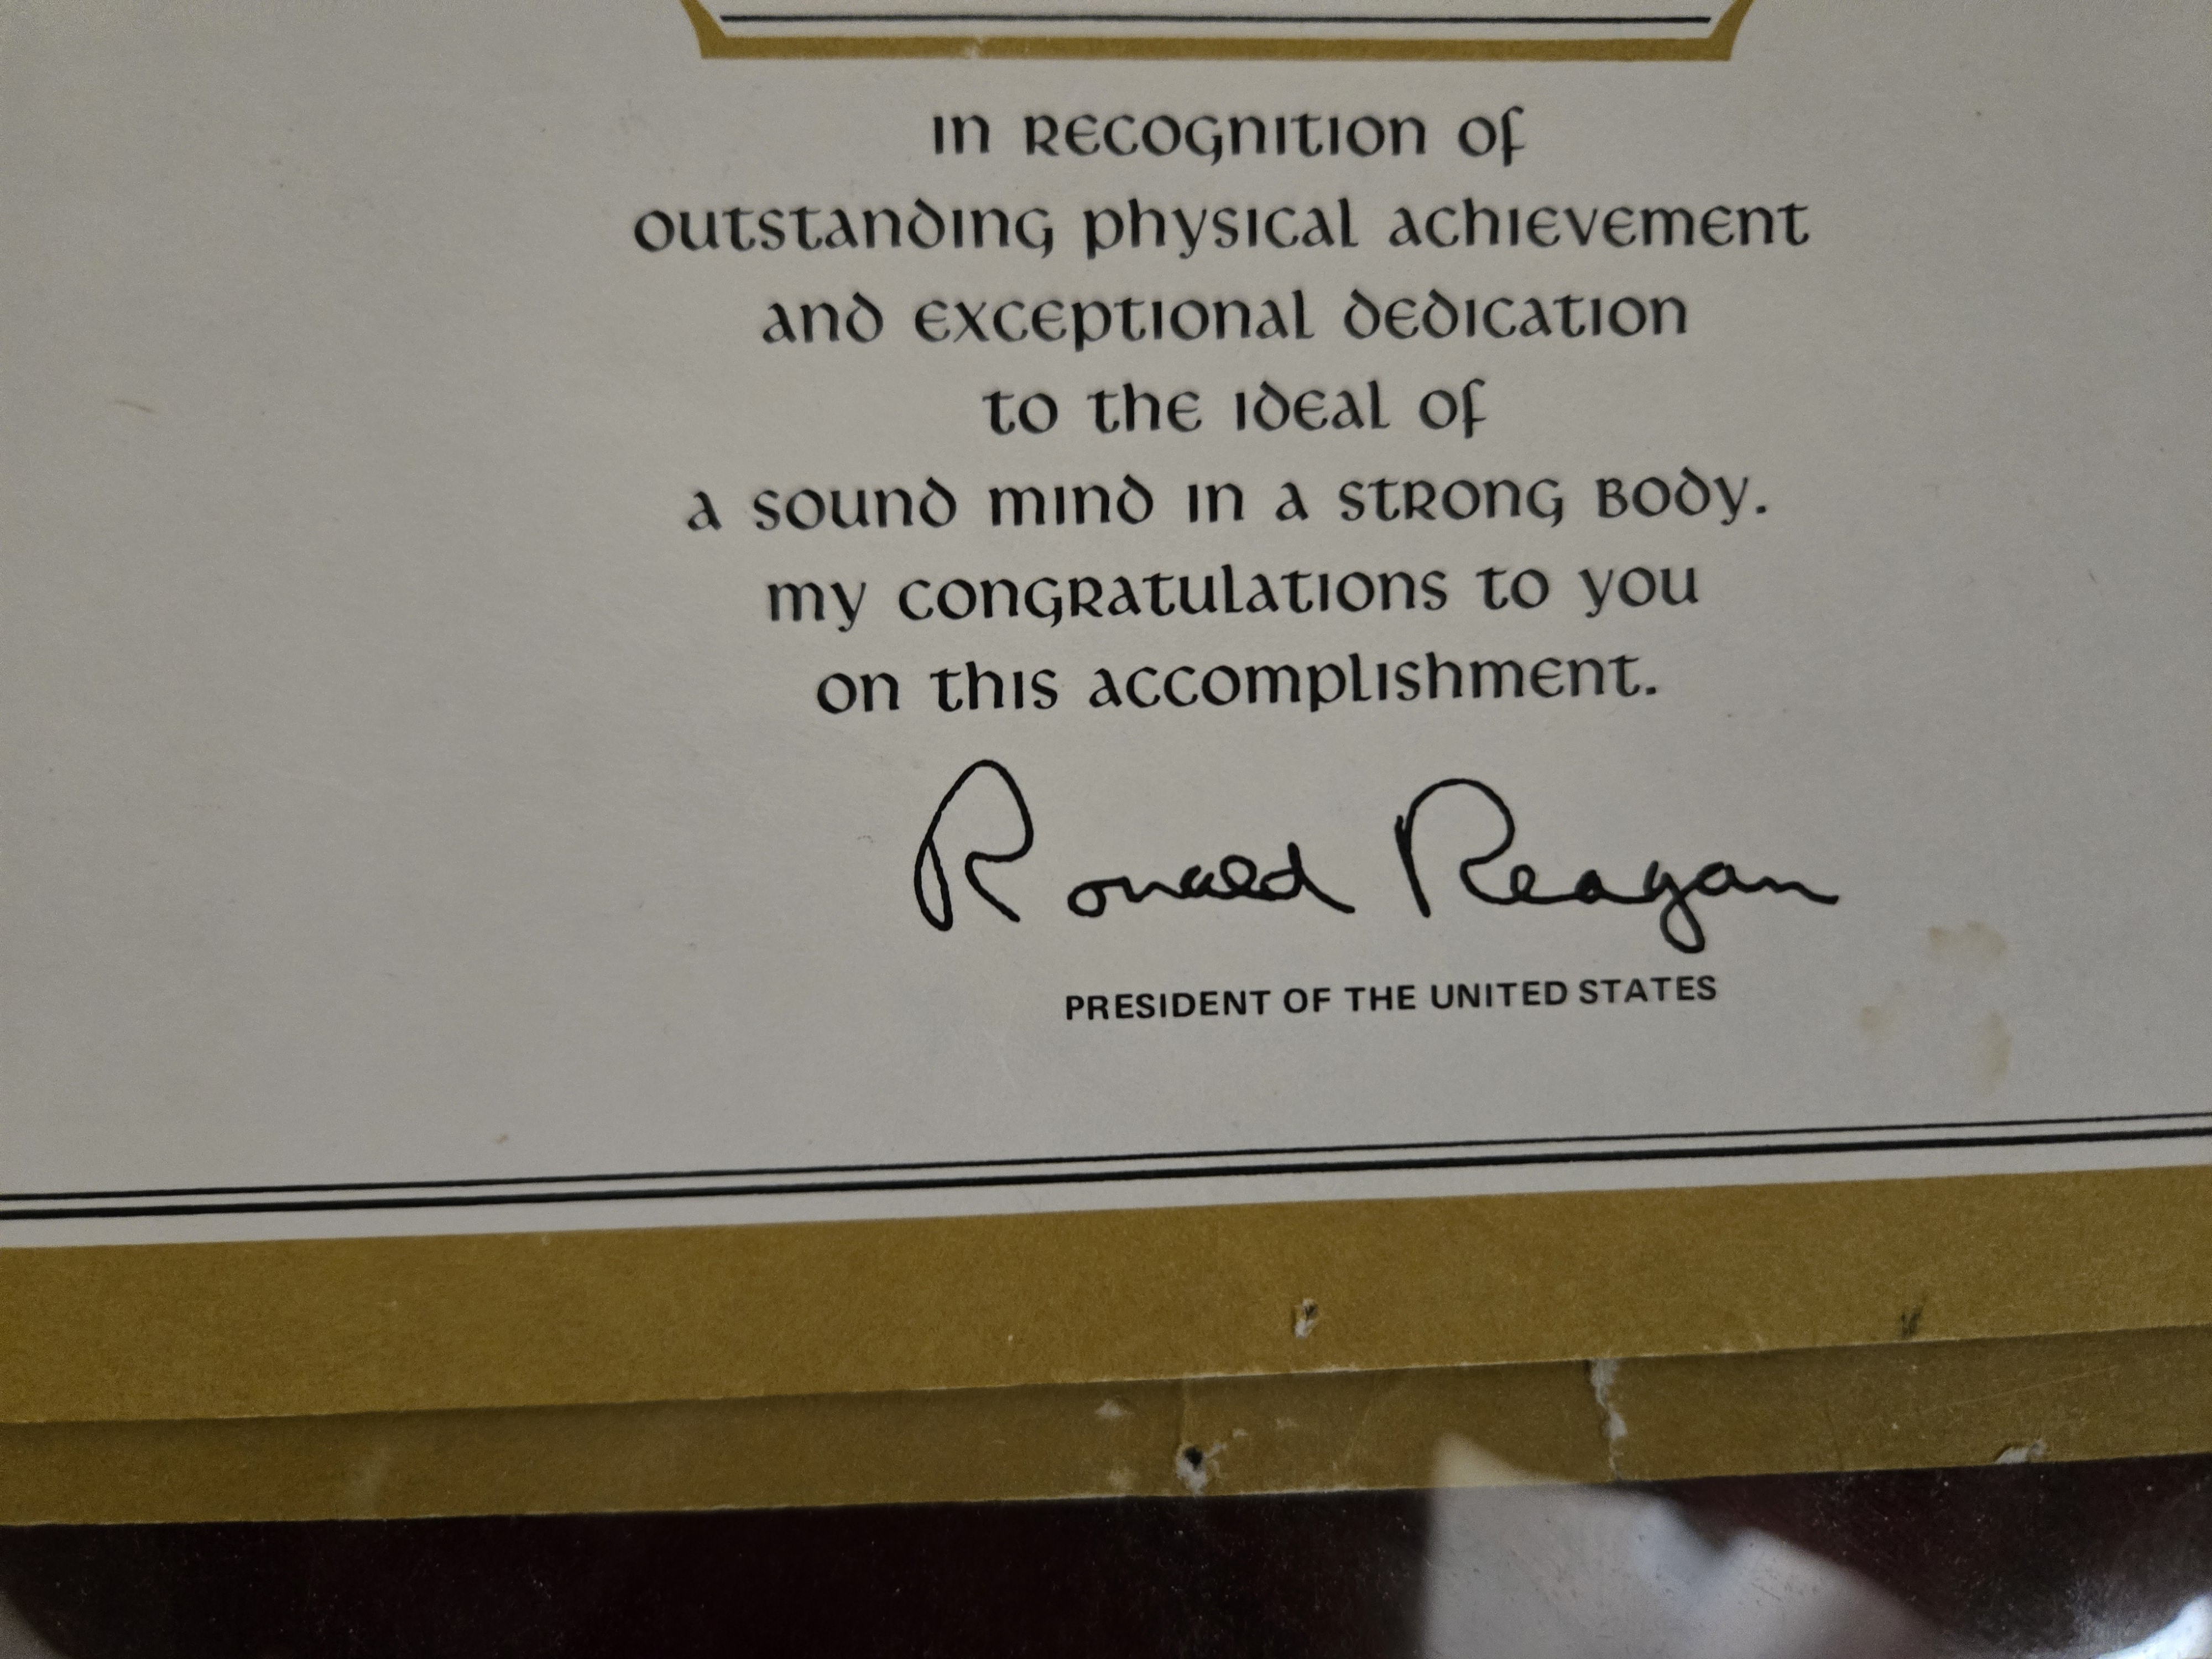 in recognition of
outstanding physical achievement
and exceptional dedication
to the ideal of
a sound mind in a strong body.
my congratulations to you
on this accomplishment.
Ronald Reagan
PRESIDENT OF THE UNITED STATES